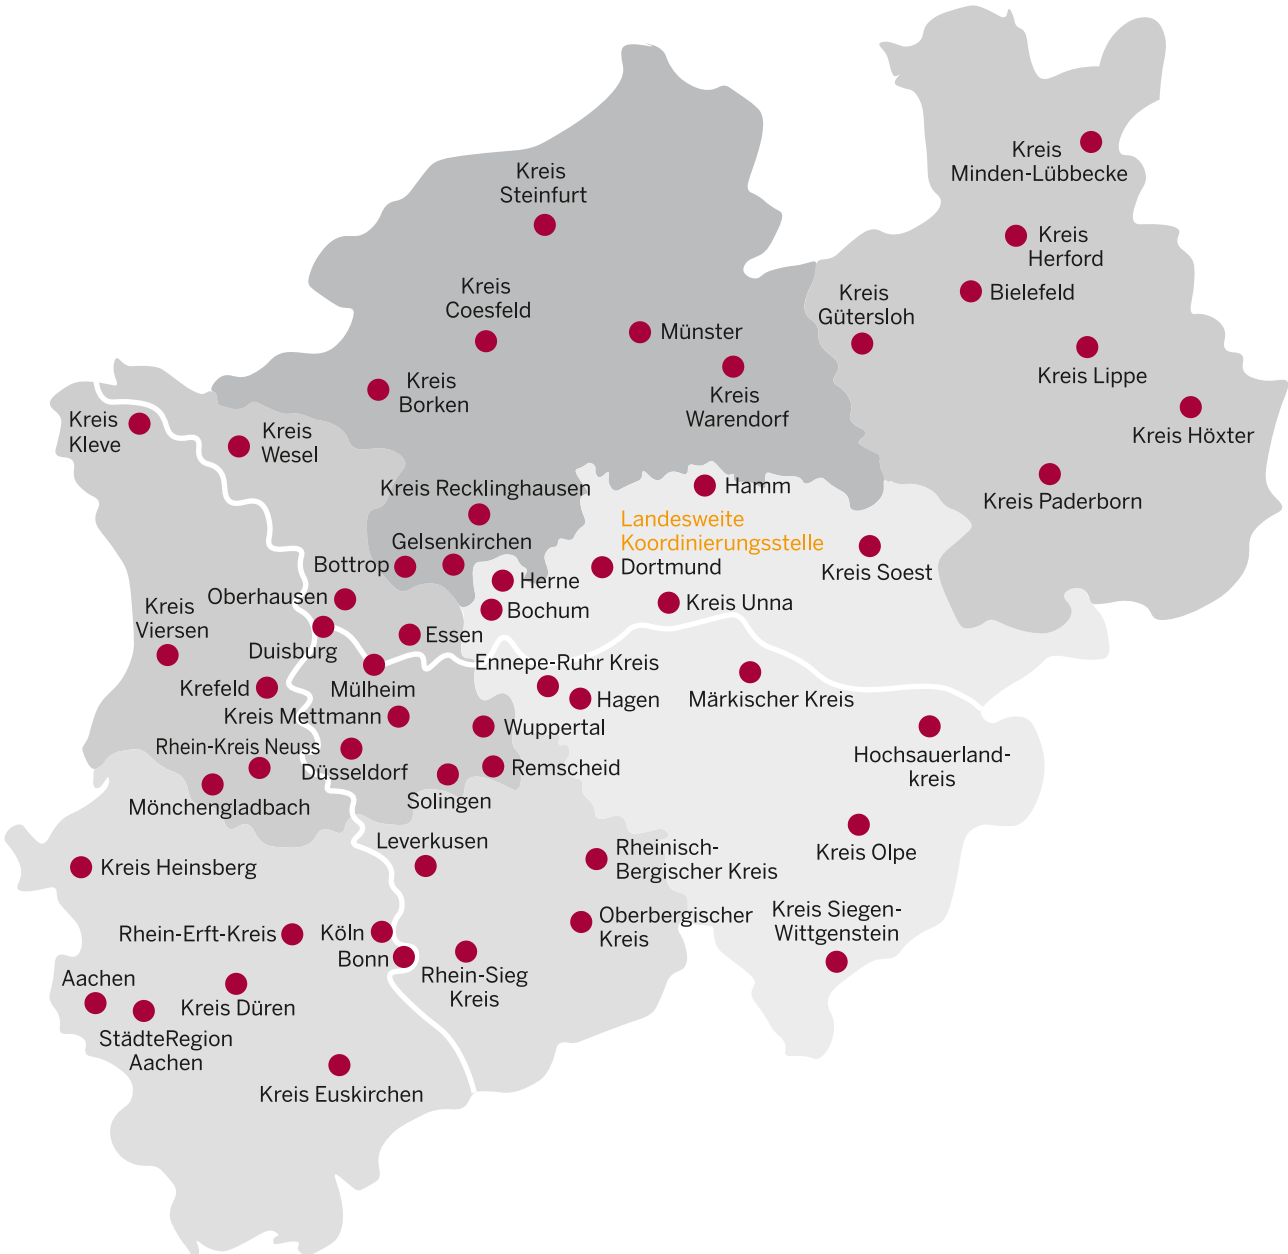 Kreis
Minden-Lübbecke
Kreis
Steinfurt
Kreis
Herford
Kreis
Coesfeld
Kreis
Gütersloh
Bielefeld
Münster
Kreis
Borken
Kreis
Warendorf
Kreis Lippe
Kreis
Kleve
Kreis
Wesel
Kreis Höxter
Kreis Recklinghausen
Hamm
Kreis Paderborn
Landesweite
Koordinierungsstelle
Dortmund
Gelsenkirchen
Bottrop
Herne
Kreis Soest
Oberhausen
Bochum
Kreis Unna
Kreis
Viersen
Essen
Duisburg
Ennepe-Ruhr Kreis
Krefeld
Mülheim
Hagen
Märkischer Kreis
Kreis Mettmann
Wuppertal
Rhein-Kreis Neuss
Düsseldorf
Remscheid
Hochsauerland-
kreis
Mönchengladbach
Solingen
Leverkusen
Kreis Heinsberg
Rheinisch-
Bergischer Kreis
Kreis Olpe
Rhein-Erft-Kreis
Köln
Bonn
Oberbergischer
Kreis
Kreis Siegen-
Wittgenstein
Aachen
Rhein-Sieg
Kreis
Kreis Düren
StädteRegion
Aachen
Kreis Euskirchen